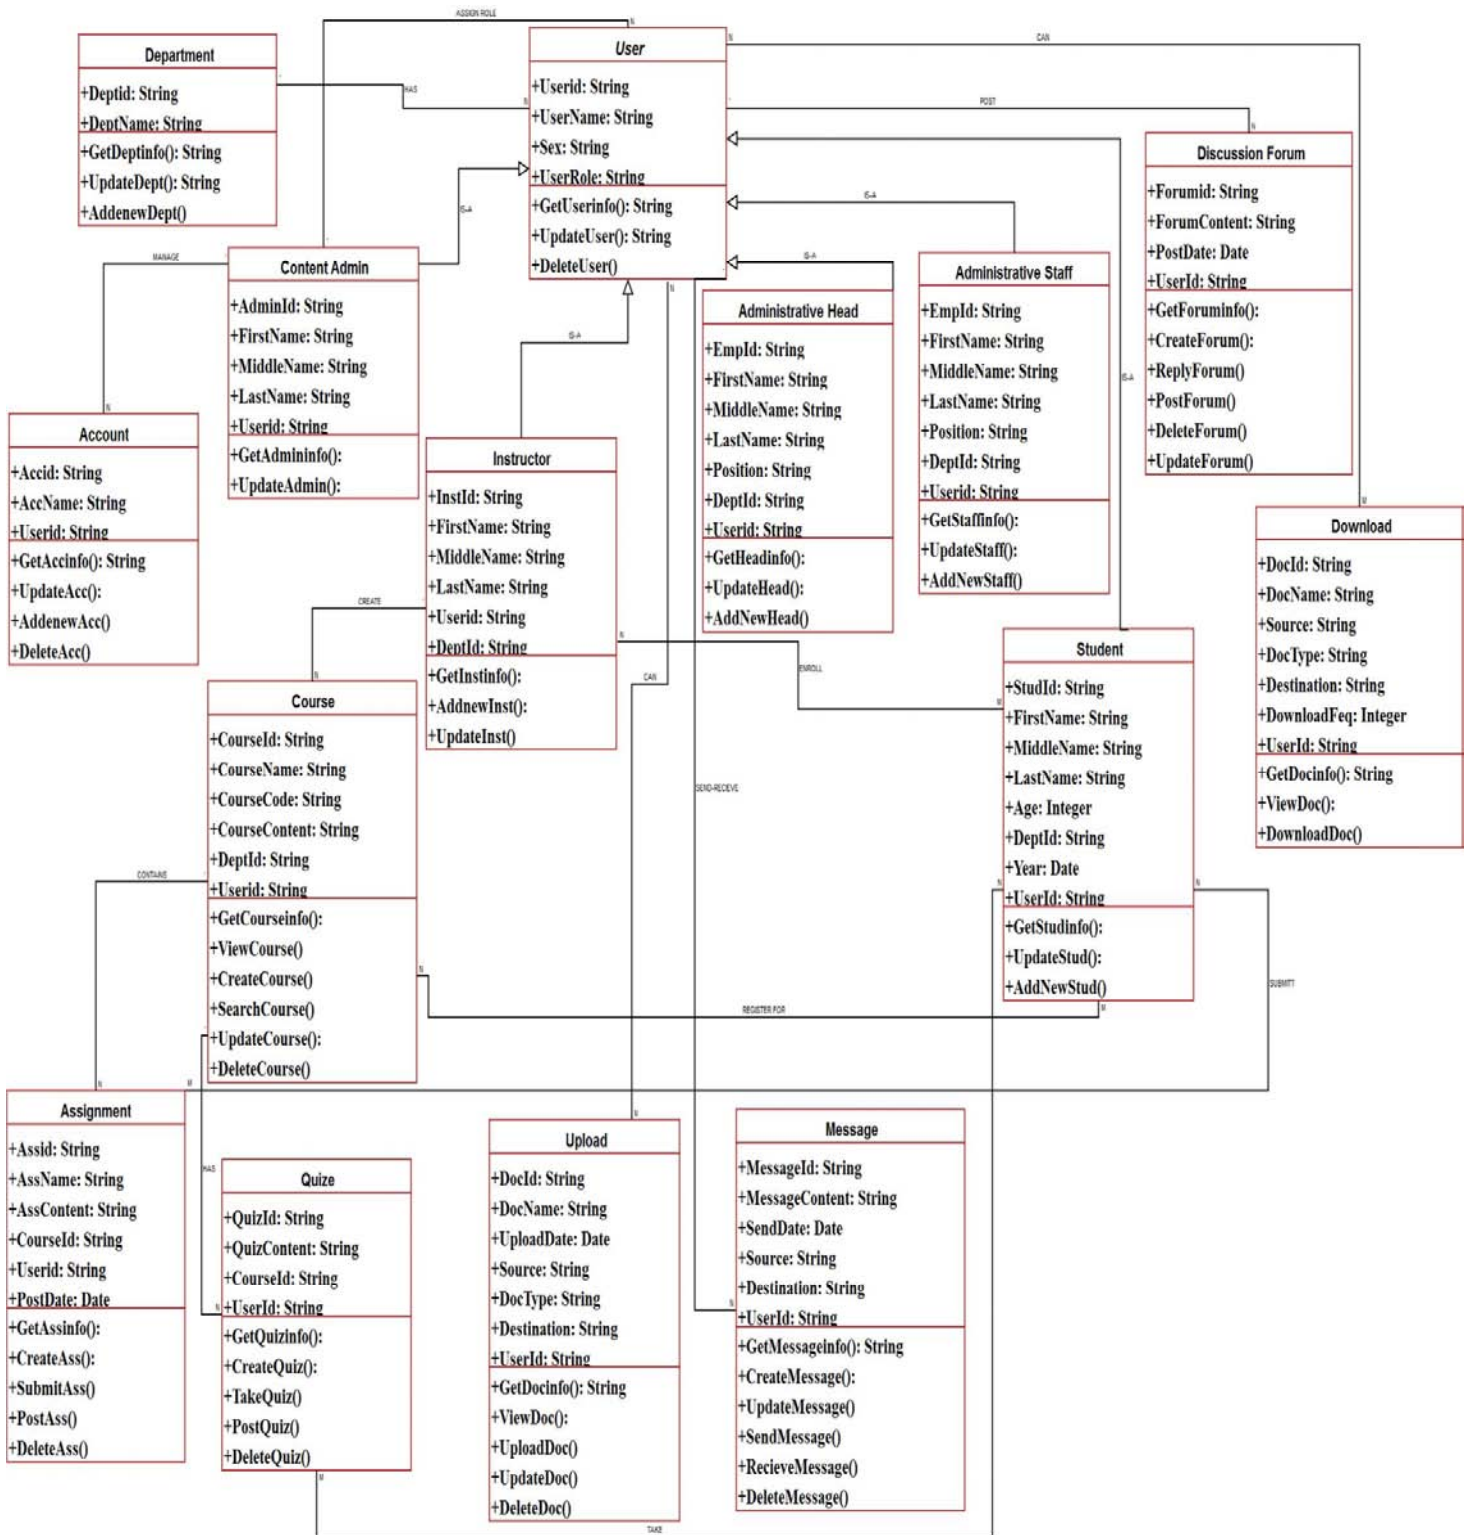 ASSIGN ROLE
N
User
+Userid: String
+UserName: String
+Sex: String
+UserRole: String
+GetUserinfo(): String
+UpdateUser(): String
+DeleteUser()
Department
+Deptid: String
+DeptName: String
+GetDeptinfo(): String
+UpdateDept(): String
+AddenewDept()
HAS
N
N
CAN
M
POST
N
IS-A
IS-A
IS-A
IS-A
IS-A
MANAGE
N
Discussion Forum
+Forumid: String
+ForumContent: String
+PostDate: Date
+UserId: String
+GetForuminfo():
+CreateForum():
+ReplyForum()
+PostForum()
+DeleteForum()
+UpdateForum()
Content Admin
+AdminId: String
+FirstName: String
+MiddleName: String
+LastName: String
+Userid: String
+GetAdmininfo():
+UpdateAdmin():
Administrative Staff
+EmpId: String
+FirstName: String
+MiddleName: String
+LastName: String
+Position: String
+DeptId: String
+Userid: String
+GetStaffinfo():
+UpdateStaff():
+AddNewStaff()
Administrative Head
+EmpId: String
+FirstName: String
+MiddleName: String
+LastName: String
+Position: String
+DeptId: String
+Userid: String
+GetHeadinfo():
+UpdateHead():
+AddNewHead()
Account
+Accid: String
+AccName: String
+Userid: String
+GetAccinfo(): String
+UpdateAcc():
+AddenewAcc()
+DeleteAcc()
Instructor
+InstId: String
+FirstName: String
+MiddleName: String
+LastName: String
+Userid: String
+DeptId: String
+GetInstinfo():
+AddnewInst():
+UpdateInst()
CREATE
N
N
ENROLL
M
N
CAN
M
SEND-RECIEVE
N
Download
+DocId: String
+DocName: String
+Source: String
+DocType: String
+Destination: String
+DownloadFeq: Integer
+UserId: String
+GetDocinfo(): String
+ViewDoc():
+DownloadDoc()
Student
+StudId: String
+FirstName: String
+MiddleName: String
+LastName: String
+Age: Integer
+DeptId: String
+Year: Date
+UserId: String
+GetStudinfo():
+UpdateStud():
+AddNewStud()
Course
+CourseId: String
+CourseName: String
+CourseCode: String
+CourseContent: String
+DeptId: String
+Userid: String
+GetCourseinfo():
+ViewCourse()
+CreateCourse()
+SearchCourse()
+UpdateCourse():
+DeleteCourse()
CONTAINS
N
N
REGISTER FOR
M
N
SUBMITT
M
N
TAKE
M
HAS
N
Assignment
+Assid: String
+AssName: String
+AssContent: String
+CourseId: String
+Userid: String
+PostDate: Date
+GetAssinfo():
+CreateAss():
+SubmitAss()
+PostAss()
+DeleteAss()
Quize
+QuizId: String
+QuizContent: String
+CourseId: String
+UserId: String
+GetQuizinfo():
+CreateQuiz():
+TakeQuiz()
+PostQuiz()
+DeleteQuiz()
Upload
+DocId: String
+DocName: String
+UploadDate: Date
+Source: String
+DocType: String
+Destination: String
+UserId: String
+GetDocinfo(): String
+ViewDoc():
+UploadDoc()
+UpdateDoc()
+DeleteDoc()
Message
+MessageId: String
+MessageContent: String
+SendDate: Date
+Source: String
+Destination: String
+UserId: String
+GetMessageinfo(): String
+CreateMessage():
+UpdateMessage()
+SendMessage()
+RecieveMessage()
+DeleteMessage()